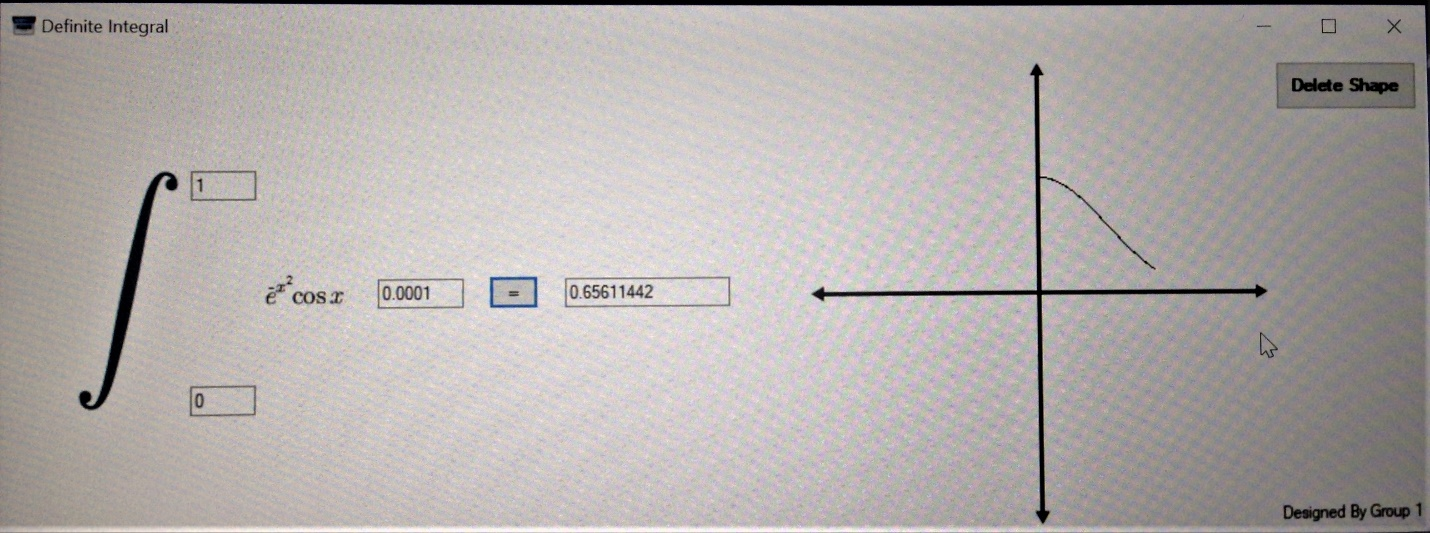 Definite Integral
Delete Shape
1
∫ e^-x^2 cos x 0.0001 = 0.65611442
0
Designed By Group 1